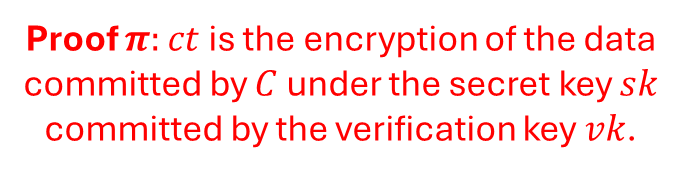 Proof π: ct is the encryption of the data
committed by C under the secret key sk
committed by the verification key vk.